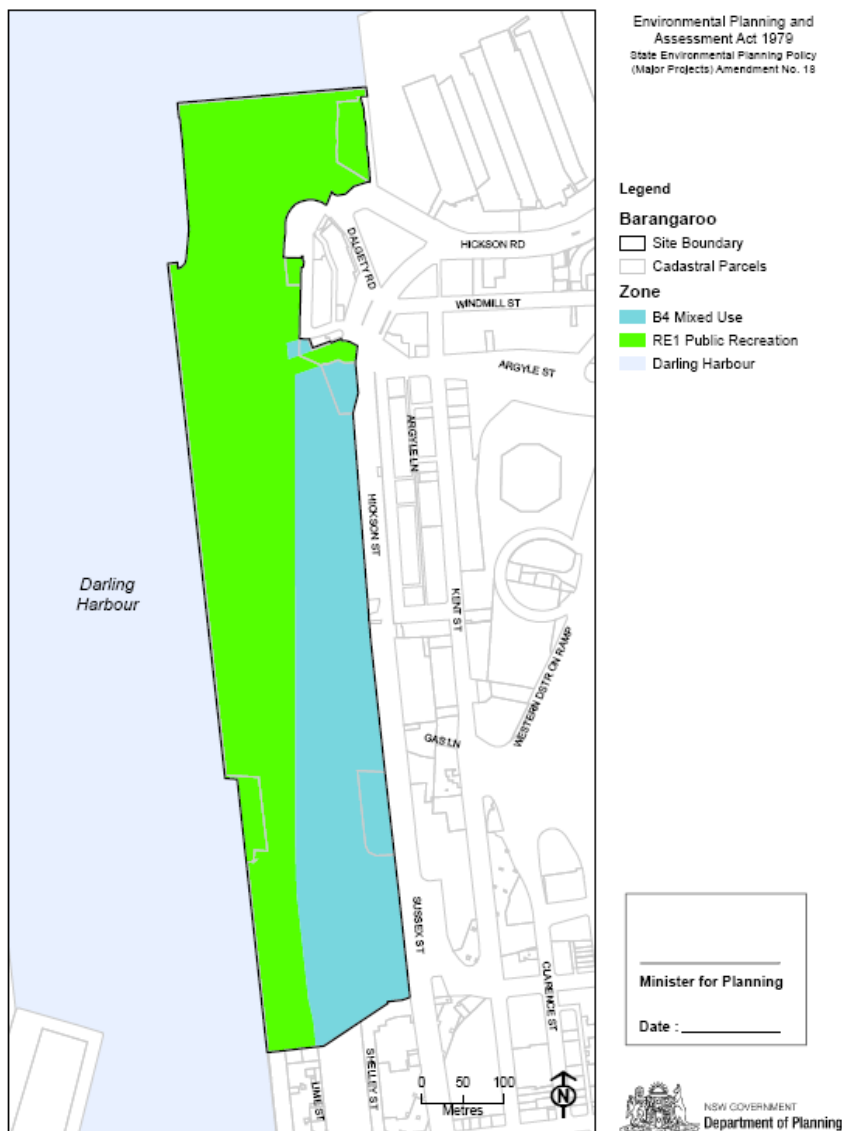 Environmental Planning and
Assessment Act 1979
State Environmental Planning Policy
(Major Projects) Amendment No. 18
Legend
Barangaroo
Site Boundary
Cadastral Parcels
Zone
B4 Mixed Use
RE1 Public Recreation
Darling Harbour
DALGETY RD
HICKSON RD
WINDMILL ST
ARGYLE ST
ARGYLE LN
HICKSON ST
Darling
Harbour
KENT ST
WESTERN DSTR ON RAMP
GAS LN
SUSSEX ST
CLARENCE ST
SHELLEY ST
LIME ST
0 50 100
Metres
N
Minister for Planning
Date :
NSW GOVERNMENT
Department of Planning